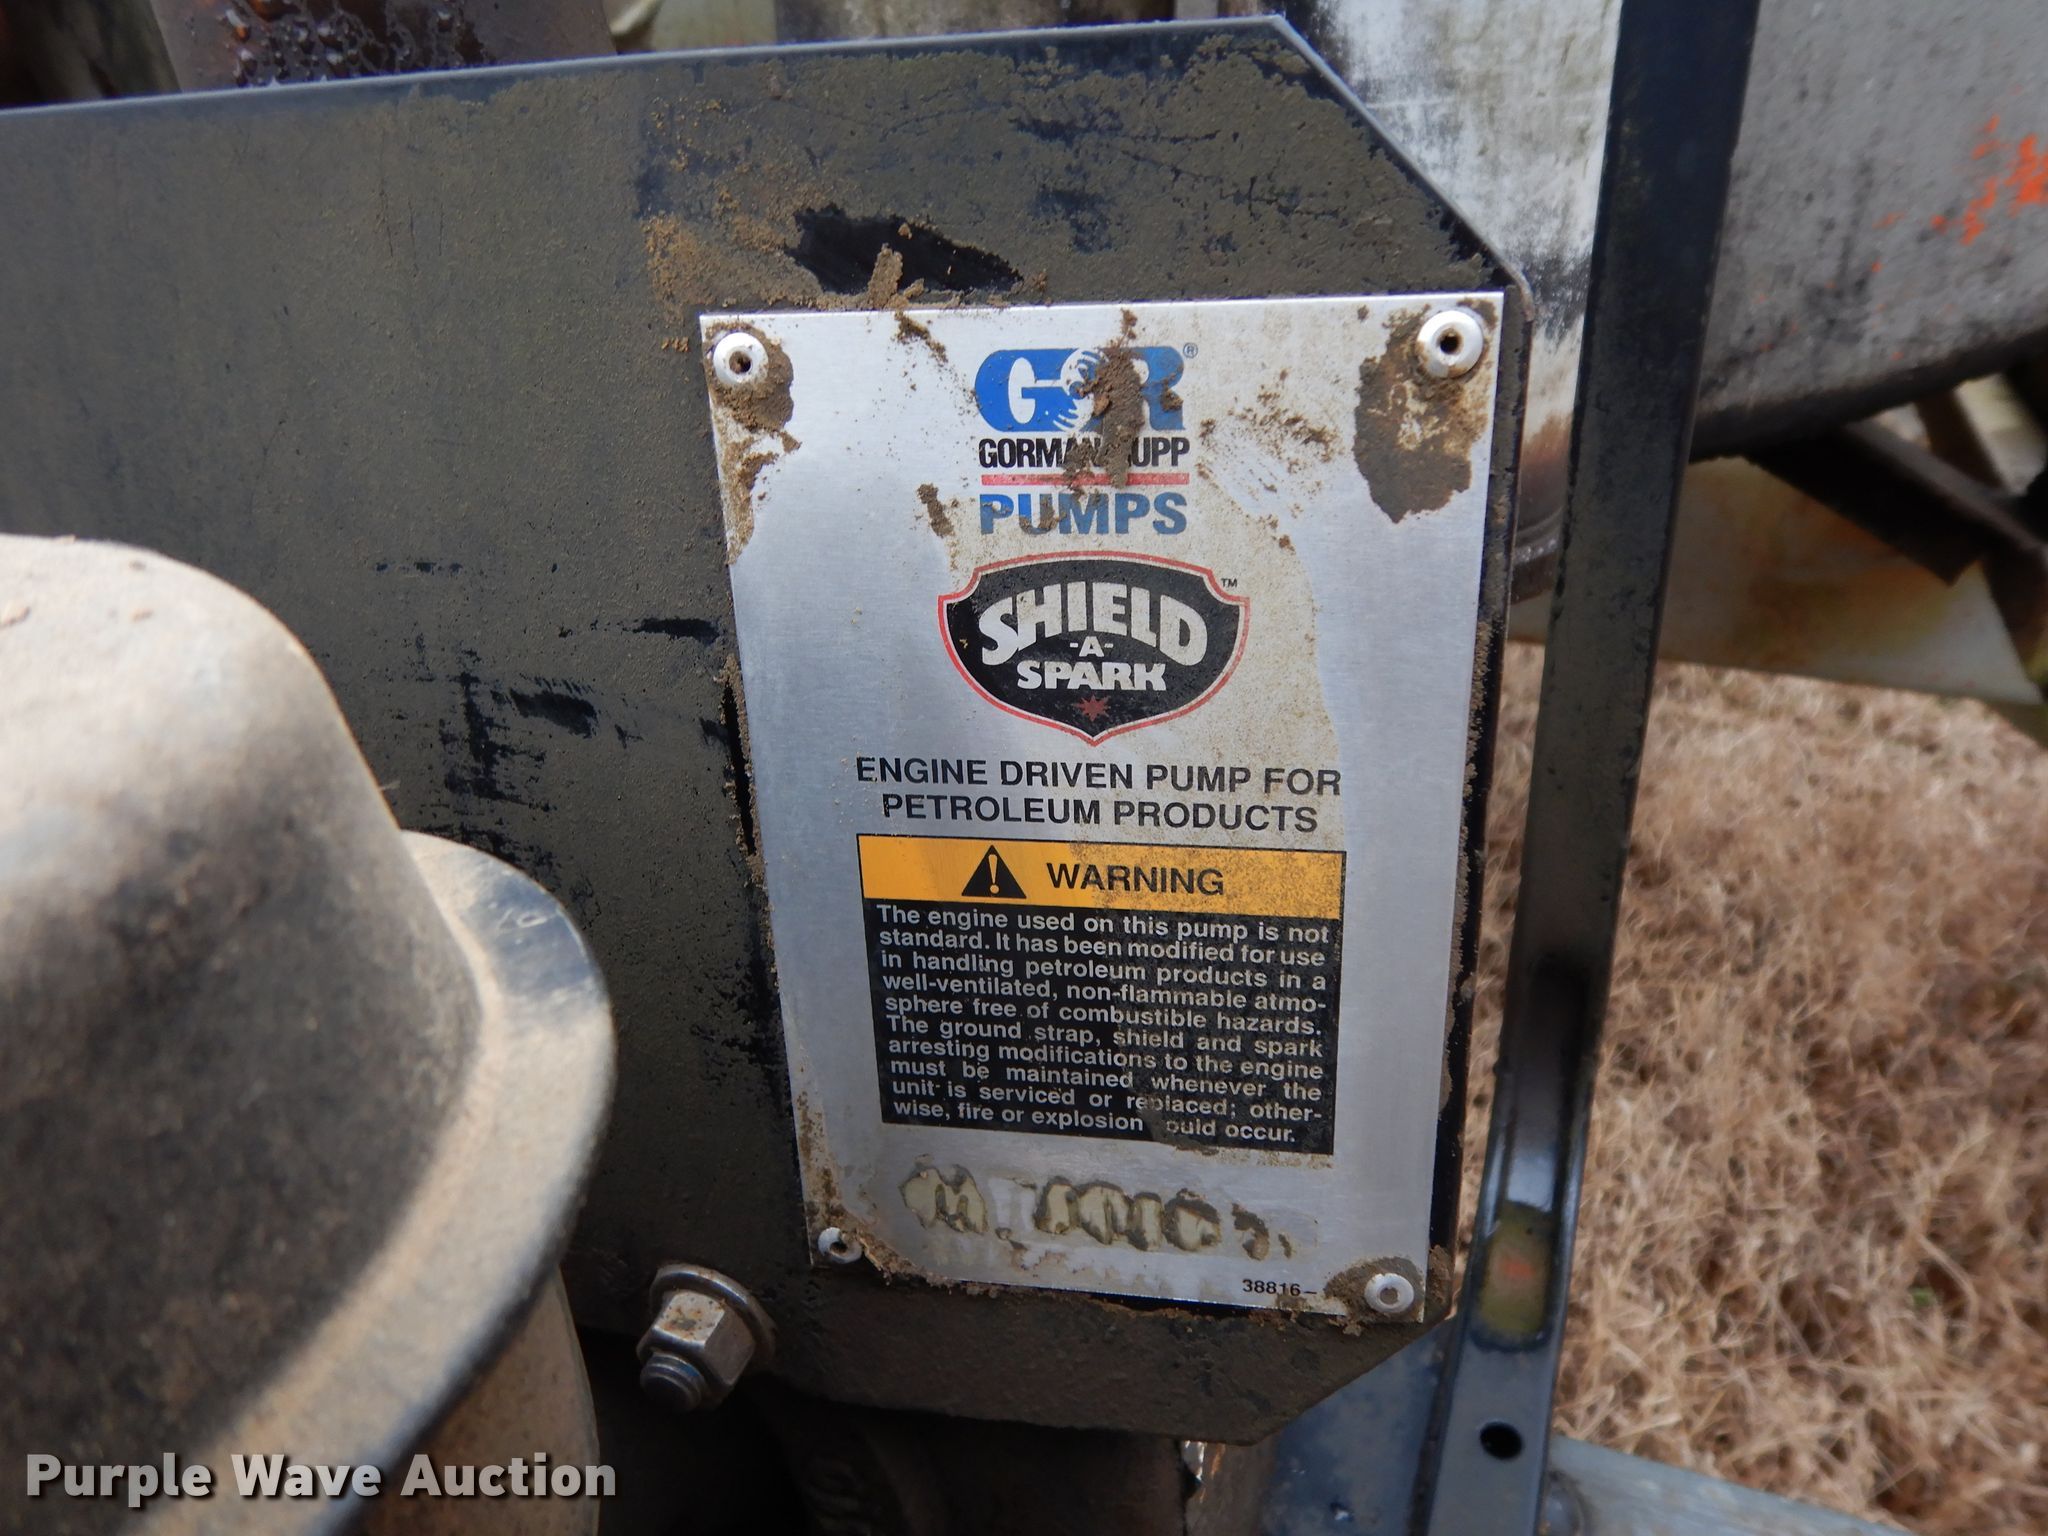 GR®
PUMPS
SHIELD™
-A-
SPARK
ENGINE DRIVEN PUMP FOR
PETROLEUM PRODUCTS
WARNING
The engine used on this pump is not
standard. It has been modified for use
in handling petroleum products in a
well-ventilated, non-flammable atmo-
sphere free of combustible hazards.
The ground strap, shield and spark
arresting modifications to the engine
must be maintained whenever the
unit is serviced or replaced; other-
wise, fire or explosion could occur.
38816-
Purple Wave Auction